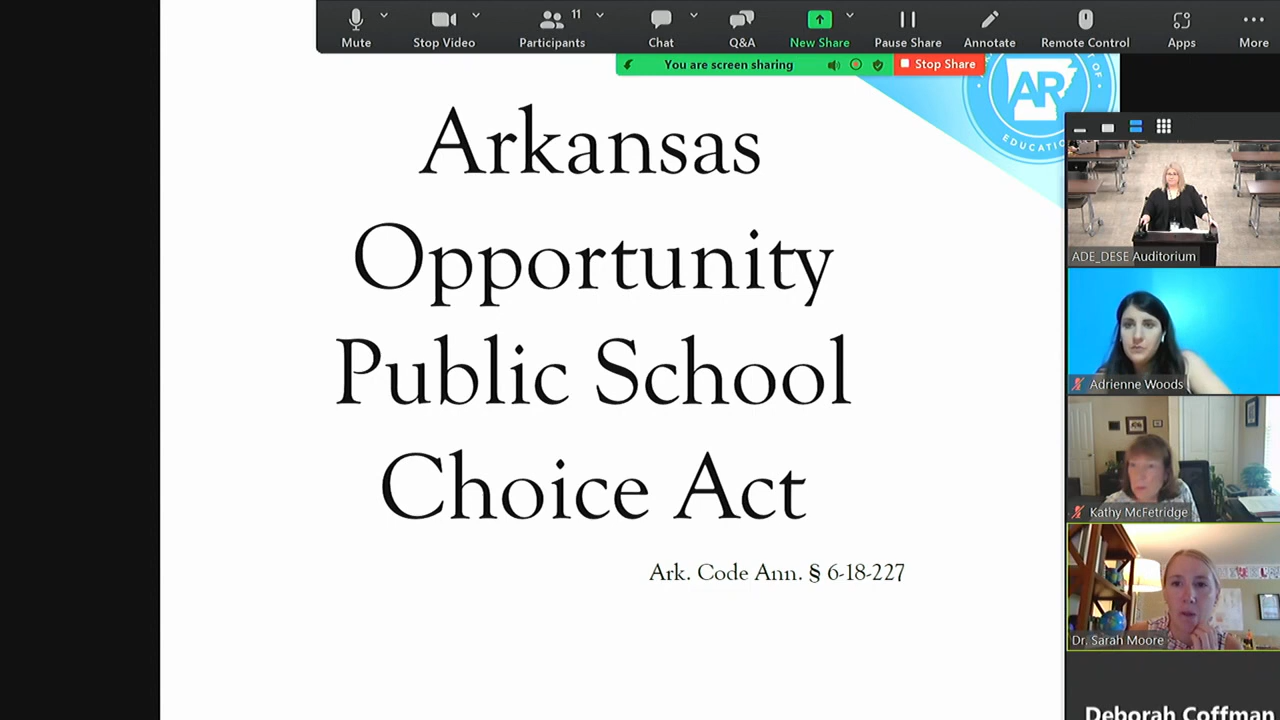 Mute
Stop Video
Participants
11
Chat
Q&A
New Share
Pause Share
Annotate
Remote Control
Apps
More
You are screen sharing
Stop Share
AR
EDUCATIO
Arkansas
Opportunity
Public School
Choice Act
Ark. Code Ann. § 6-18-227
ADE_DESE Auditorium
Adrienne Woods
Kathy McFetridge
Dr. Sarah Moore
Deborah Coffman